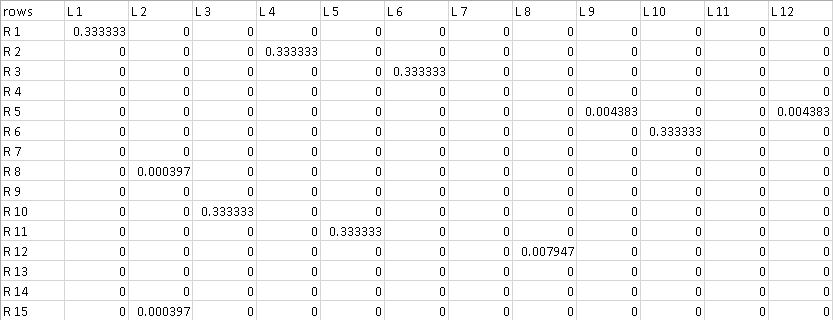 rows L 1 L 2 L 3 L 4 L 5 L 6 L 7 L 8 L 9 L 10 L 11 L 12
R 1 0.333333 0 0 0 0 0 0 0 0 0 0 0
R 2 0 0 0 0.333333 0 0 0 0 0 0 0 0
R 3 0 0 0 0 0 0.333333 0 0 0 0 0 0
R 4 0 0 0 0 0 0 0 0 0 0 0 0
R 5 0 0 0 0 0 0 0 0 0.004383 0 0 0.004383
R 6 0 0 0 0 0 0 0 0 0 0.333333 0 0
R 7 0 0 0 0 0 0 0 0 0 0 0 0
R 8 0 0.000397 0 0 0 0 0 0 0 0 0 0
R 9 0 0 0 0 0 0 0 0 0 0 0 0
R 10 0 0 0.333333 0 0 0 0 0 0 0 0 0
R 11 0 0 0 0 0.333333 0 0 0 0 0 0 0
R 12 0 0 0 0 0 0 0 0.007947 0 0 0 0
R 13 0 0 0 0 0 0 0 0 0 0 0 0
R 14 0 0 0 0 0 0 0 0 0 0 0 0
R 15 0 0.000397 0 0 0 0 0 0 0 0 0 0